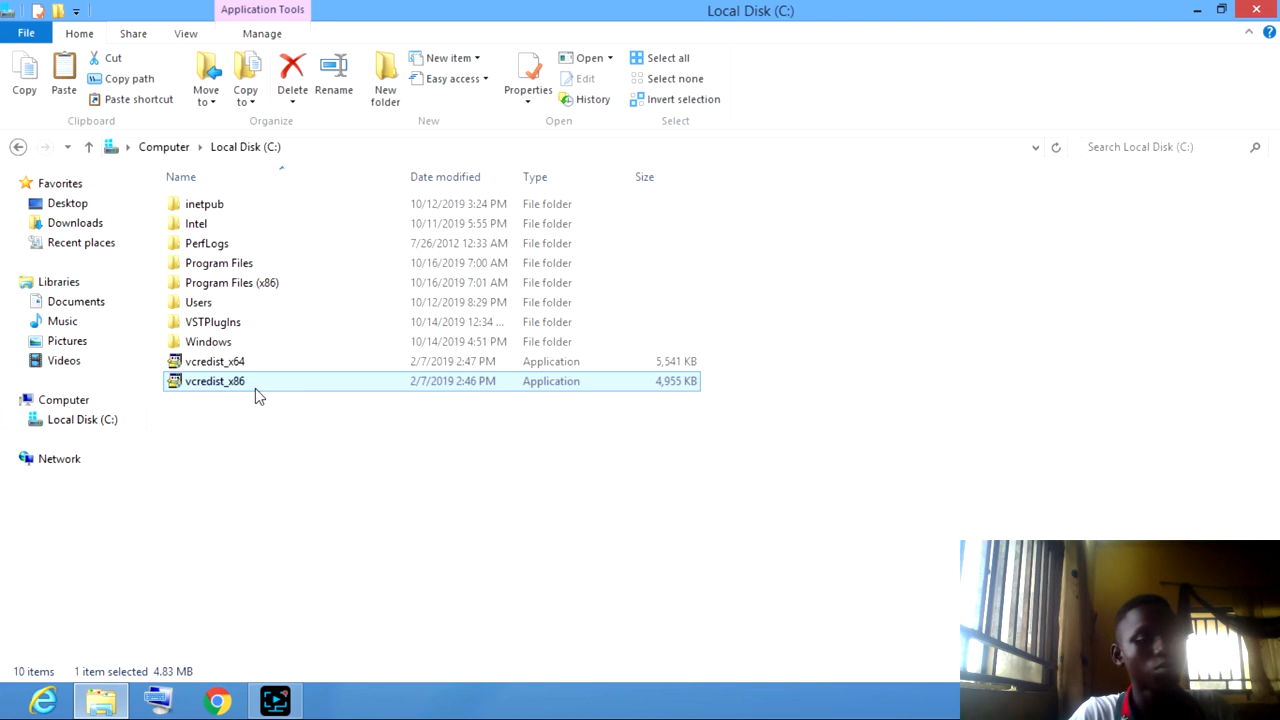 Application Tools
Local Disk (C:)
File
Home
Share
View
Manage
Copy
Paste
Cut
Copy path
Paste shortcut
Clipboard
Move to
Copy to
Delete
Rename
Organize
New folder
New item
Easy access
New
Properties
Open
Edit
History
Open
Select all
Select none
Invert selection
Select
Computer
Local Disk (C:)
Search Local Disk (C:)
Favorites
Desktop
Downloads
Recent places
Libraries
Documents
Music
Pictures
Videos
Computer
Local Disk (C:)
Network
Name Date modified Type Size
inetpub 10/12/2019 3:24 PM File folder
Intel 10/11/2019 5:55 PM File folder
PerfLogs 7/26/2012 12:33 AM File folder
Program Files 10/16/2019 7:00 AM File folder
Program Files (x86) 10/16/2019 7:01 AM File folder
Users 10/12/2019 8:29 PM File folder
VSTPlugIns 10/14/2019 12:34 ... File folder
Windows 10/14/2019 4:51 PM File folder
vcredist_x64 2/7/2019 2:47 PM Application 5,541 KB
vcredist_x86 2/7/2019 2:46 PM Application 4,955 KB
10 items 1 item selected 4.83 MB